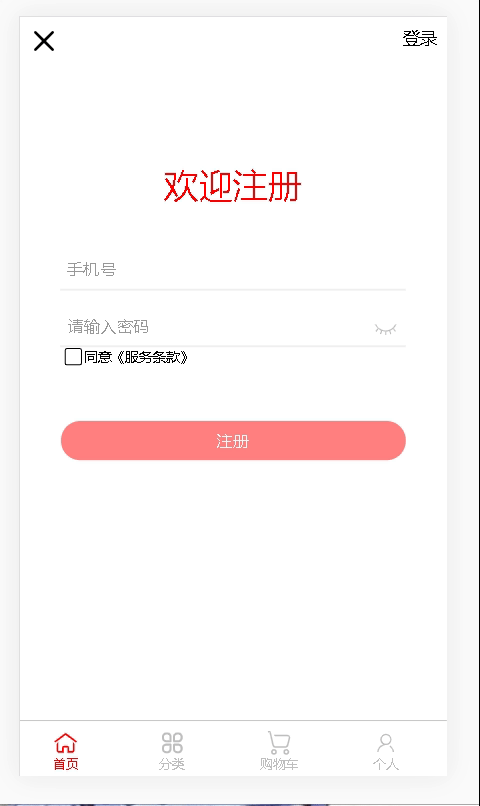 登录
欢迎注册
手机号
请输入密码
同意《服务条款》
注册
首页 分类 购物车 个人